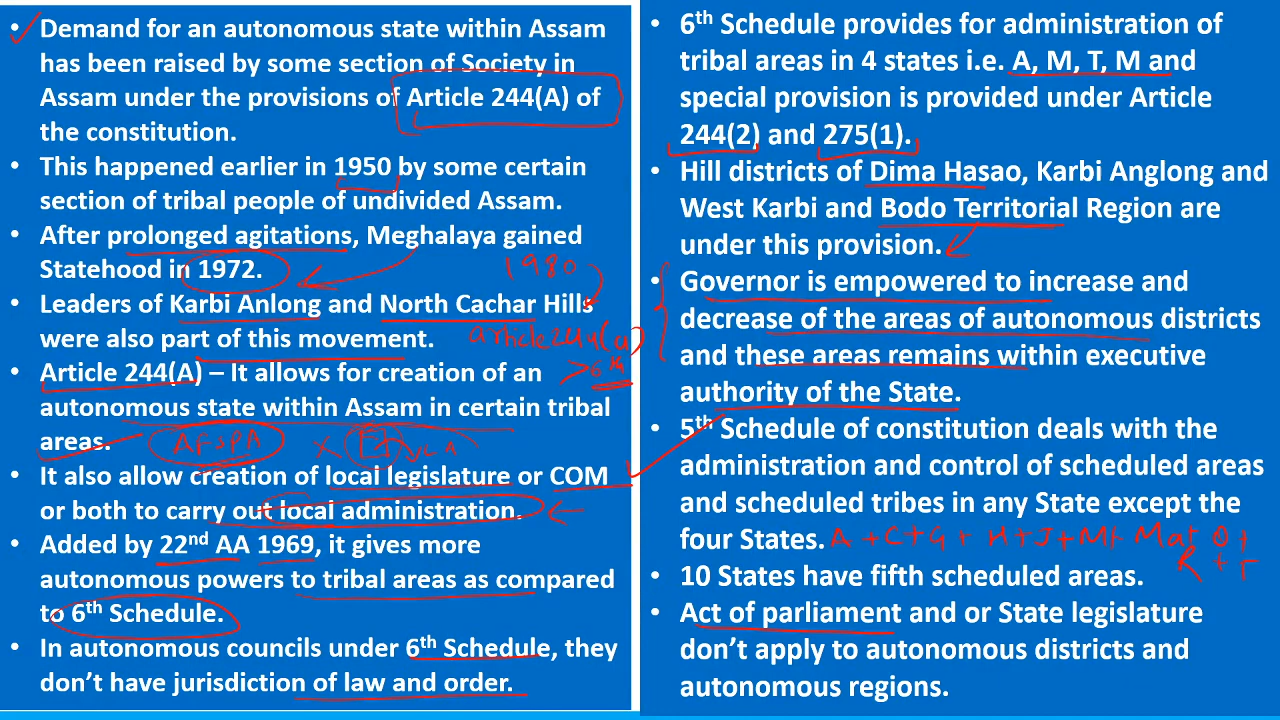 • Demand for an autonomous state within Assam
has been raised by some section of Society in
Assam under the provisions of Article 244(A) of
the constitution.
• This happened earlier in 1950 by some certain
section of tribal people of undivided Assam.
• After prolonged agitations, Meghalaya gained
Statehood in 1972.
1980
• Leaders of Karbi Anlong and North Cachar Hills
were also part of this movement.
article 244(a)
> 6th
• Article 244(A) – It allows for creation of an
autonomous state within Assam in certain tribal
areas.
AFSPA
• It also allow creation of local legislature or COM
or both to carry out local administration.
• Added by 22nd AA 1969, it gives more
autonomous powers to tribal areas as compared
to 6th Schedule.
• In autonomous councils under 6th Schedule, they
don’t have jurisdiction of law and order.
• 6th Schedule provides for administration of
tribal areas in 4 states i.e. A, M, T, M and
special provision is provided under Article
244(2) and 275(1).
• Hill districts of Dima Hasao, Karbi Anglong and
West Karbi and Bodo Territorial Region are
under this provision.
• Governor is empowered to increase and
decrease of the areas of autonomous districts
and these areas remains within executive
authority of the State.
• 5th Schedule of constitution deals with the
administration and control of scheduled areas
and scheduled tribes in any State except the
four States. A + C + G + H + J + M + Ma + O +
R + T
• 10 States have fifth scheduled areas.
• Act of parliament and or State legislature
don’t apply to autonomous districts and
autonomous regions.